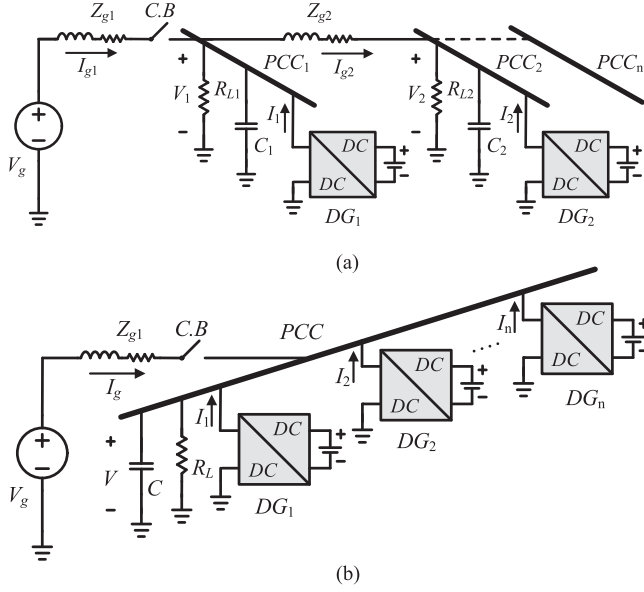 Z_g1 C.B Z_g2
I_g1 PCC_1 I_g2 PCC_2 PCC_n
+ +
V_1 R_L1 I_1 V_2 R_L2 I_2
- -
+ C_1 DC + C_2 DC +
V_g DC - DC -
DG_1 DG_2
(a)
Z_g1 C.B PCC I_n DC +
I_g I_2 DC -
DC + .... DG_n
I_1 DC -
+ DC + DG_2
+ V C R_L DC -
V_g - DG_1
(b)